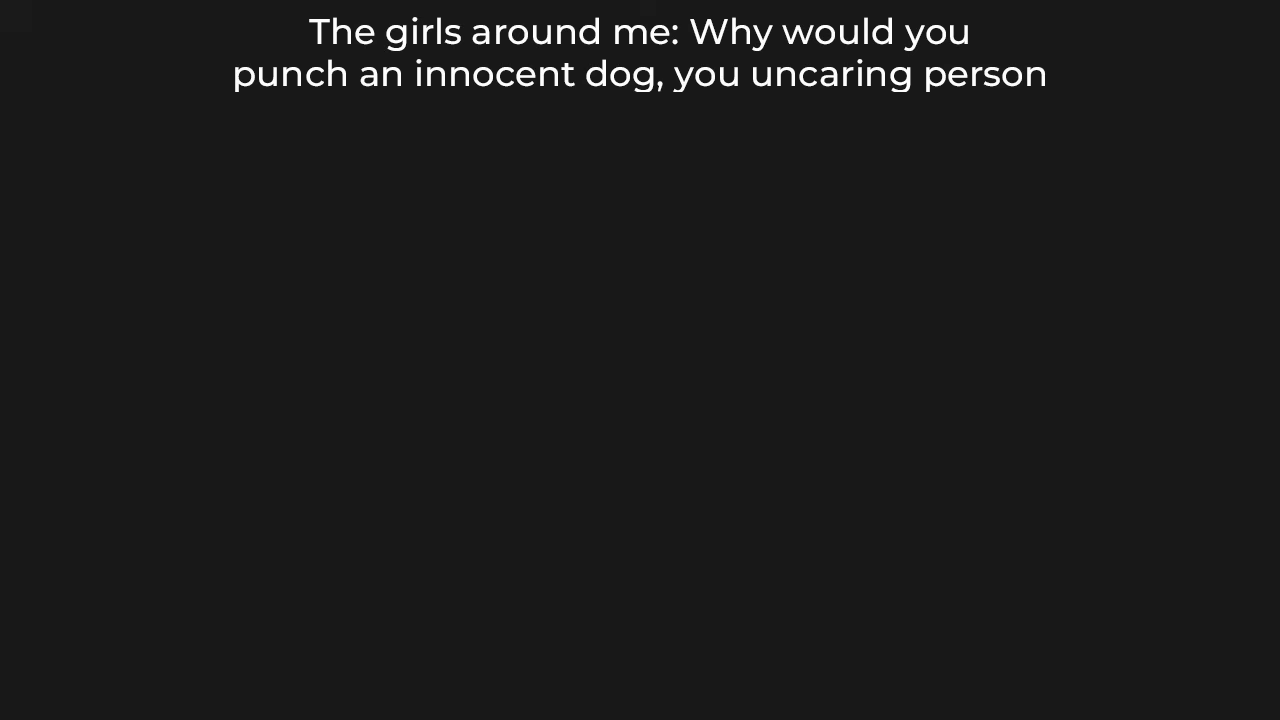 The girls around me: Why would you
punch an innocent dog, you uncaring person